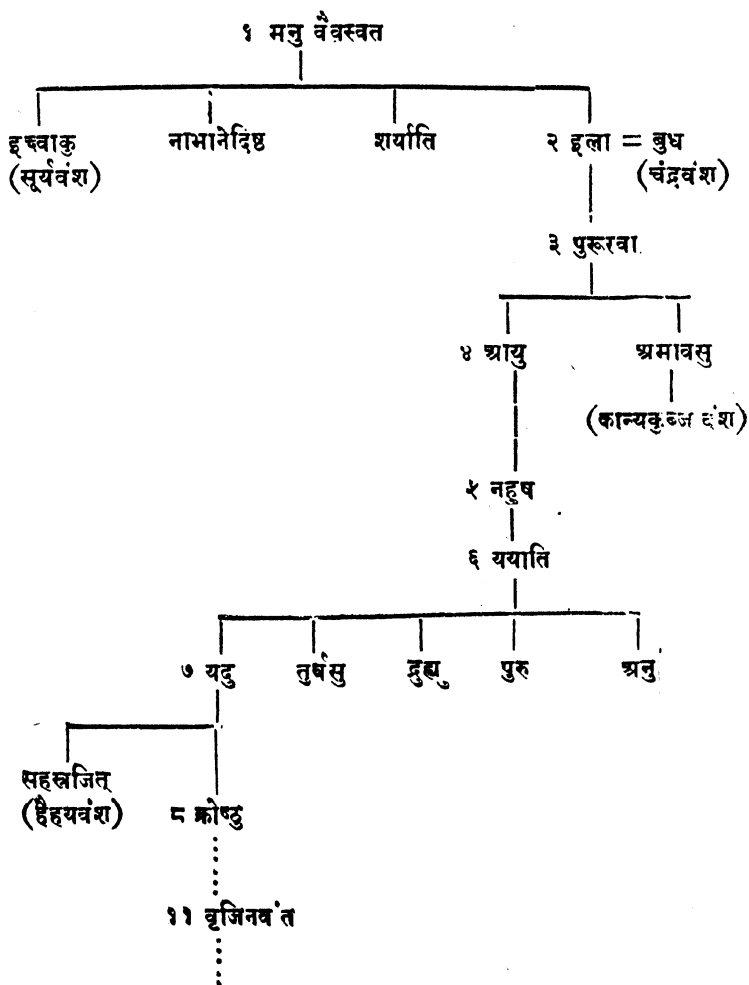 १ मनु वैवस्वत
इक्ष्वाकु नाभानेदिष्ठ शर्याति २ इला = बुध
(सूर्यवंश) (चंद्रवंश)
३ पुरूरवा
४ आयु अमावसु
(कान्यकुब्ज वंश)
५ नहुष
६ ययाति
७ यदु तुर्वसु द्रुह्यु पुरु अनु
सहस्रजित्
(हैहयवंश) ८ क्रोष्ठु
११ वृजिनवंत